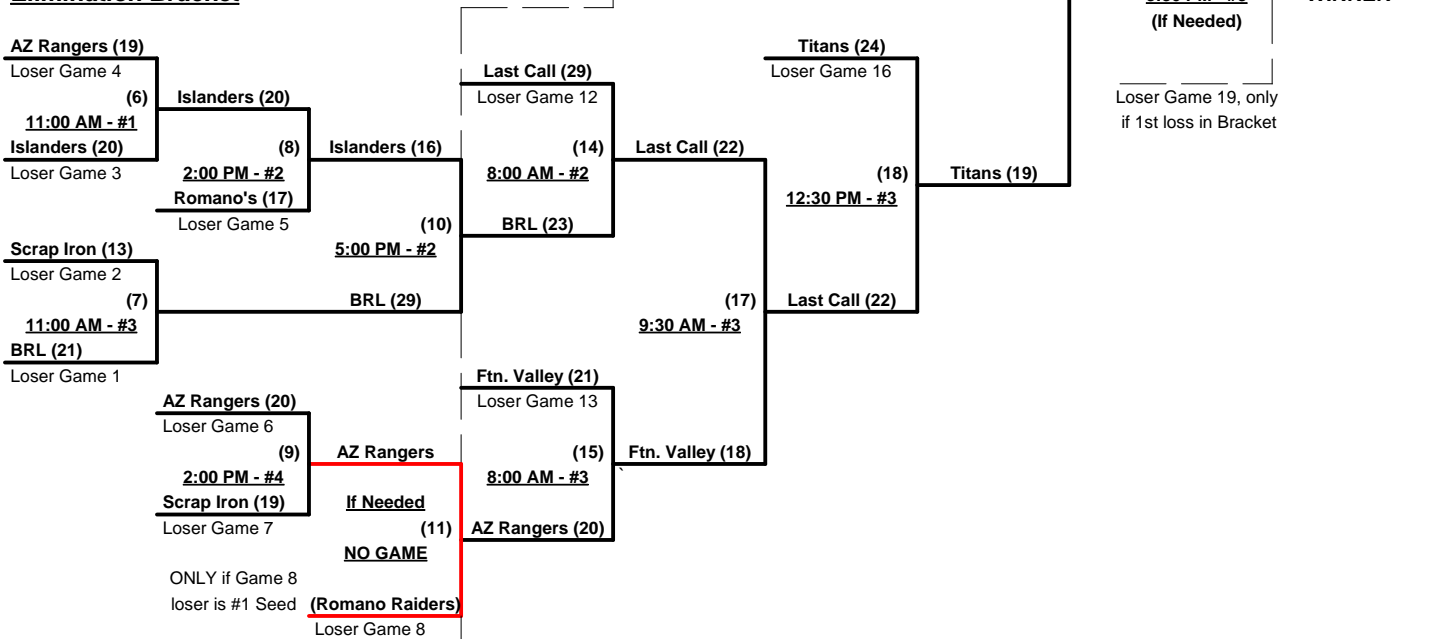 Elimination Bracket
WINNER
(If Needed)
AZ Rangers (19)
Loser Game 4
(6)
11:00 AM - #1
Islanders (20)
Loser Game 3
Islanders (20)
(8)
2:00 PM - #2
Romano's (17)
Loser Game 5
Scrap Iron (13)
Loser Game 2
(7)
11:00 AM - #3
BRL (21)
Loser Game 1
Islanders (16)
(10)
5:00 PM - #2
BRL (29)
AZ Rangers (20)
Loser Game 6
(9)
2:00 PM - #4
Scrap Iron (19)
Loser Game 7
AZ Rangers
If Needed
(11)
NO GAME
ONLY if Game 8
loser is #1 Seed
(Romano Raiders)
Loser Game 8
Last Call (29)
Loser Game 12
(14)
8:00 AM - #2
BRL (23)
Ftn. Valley (21)
Loser Game 13
(15)
8:00 AM - #3
AZ Rangers (20)
Last Call (22)
(17)
9:30 AM - #3
Ftn. Valley (18)
`
Titans (24)
Loser Game 16
(18)
12:30 PM - #3
Last Call (22)
Titans (19)
Loser Game 19, only
if 1st loss in Bracket